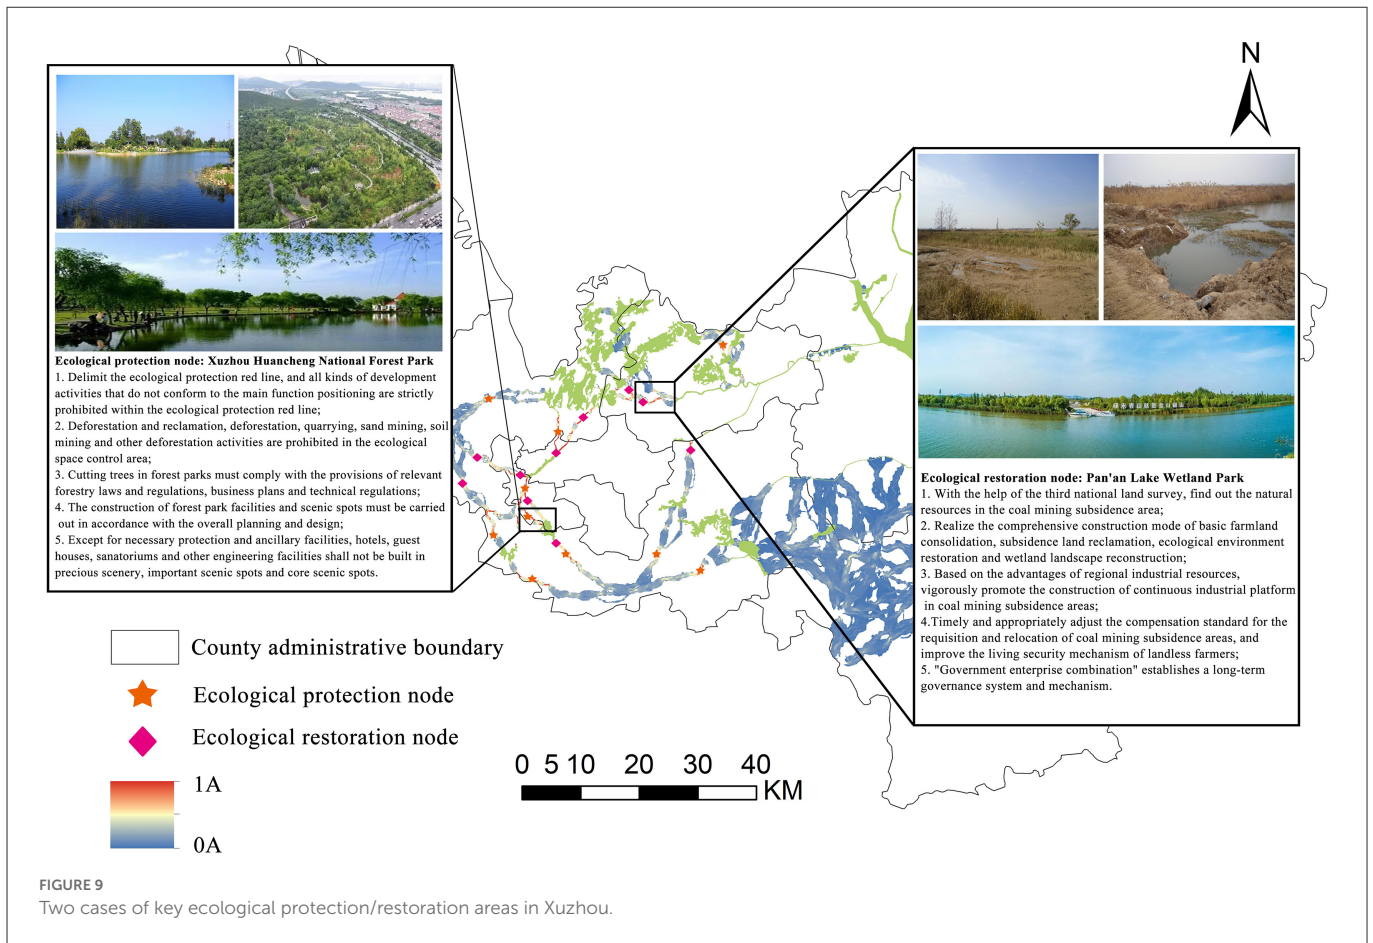 N
Ecological protection node: Xuzhou Huancheng National Forest Park
1. Delimit the ecological protection red line, and all kinds of development
activities that do not conform to the main function positioning are strictly
prohibited within the ecological protection red line;
2. Deforestation and reclamation, deforestation, quarrying, sand mining, soil
mining and other deforestation activities are prohibited in the ecological
space control area;
3. Cutting trees in forest parks must comply with the provisions of relevant
forestry laws and regulations, business plans and technical regulations;
4. The construction of forest park facilities and scenic spots must be carried
out in accordance with the overall planning and design;
5. Except for necessary protection and ancillary facilities, hotels, guest
houses, sanatoriums and other engineering facilities shall not be built in
precious scenery, important scenic spots and core scenic spots.
Ecological restoration node: Pan'an Lake Wetland Park
1. With the help of the third national land survey, find out the natural
resources in the coal mining subsidence area;
2. Realize the comprehensive construction mode of basic farmland
consolidation, subsidence land reclamation, ecological environment
restoration and wetland landscape reconstruction;
3. Based on the advantages of regional industrial resources,
vigorously promote the construction of continuous industrial platform
in coal mining subsidence areas;
4.Timely and appropriately adjust the compensation standard for the
requisition and relocation of coal mining subsidence areas, and
improve the living security mechanism of landless farmers;
5. "Government enterprise combination" establishes a long-term
governance system and mechanism.
County administrative boundary
Ecological protection node
Ecological restoration node
1A
0A
0 5 10 20 30 40
KM
FIGURE 9
Two cases of key ecological protection/restoration areas in Xuzhou.